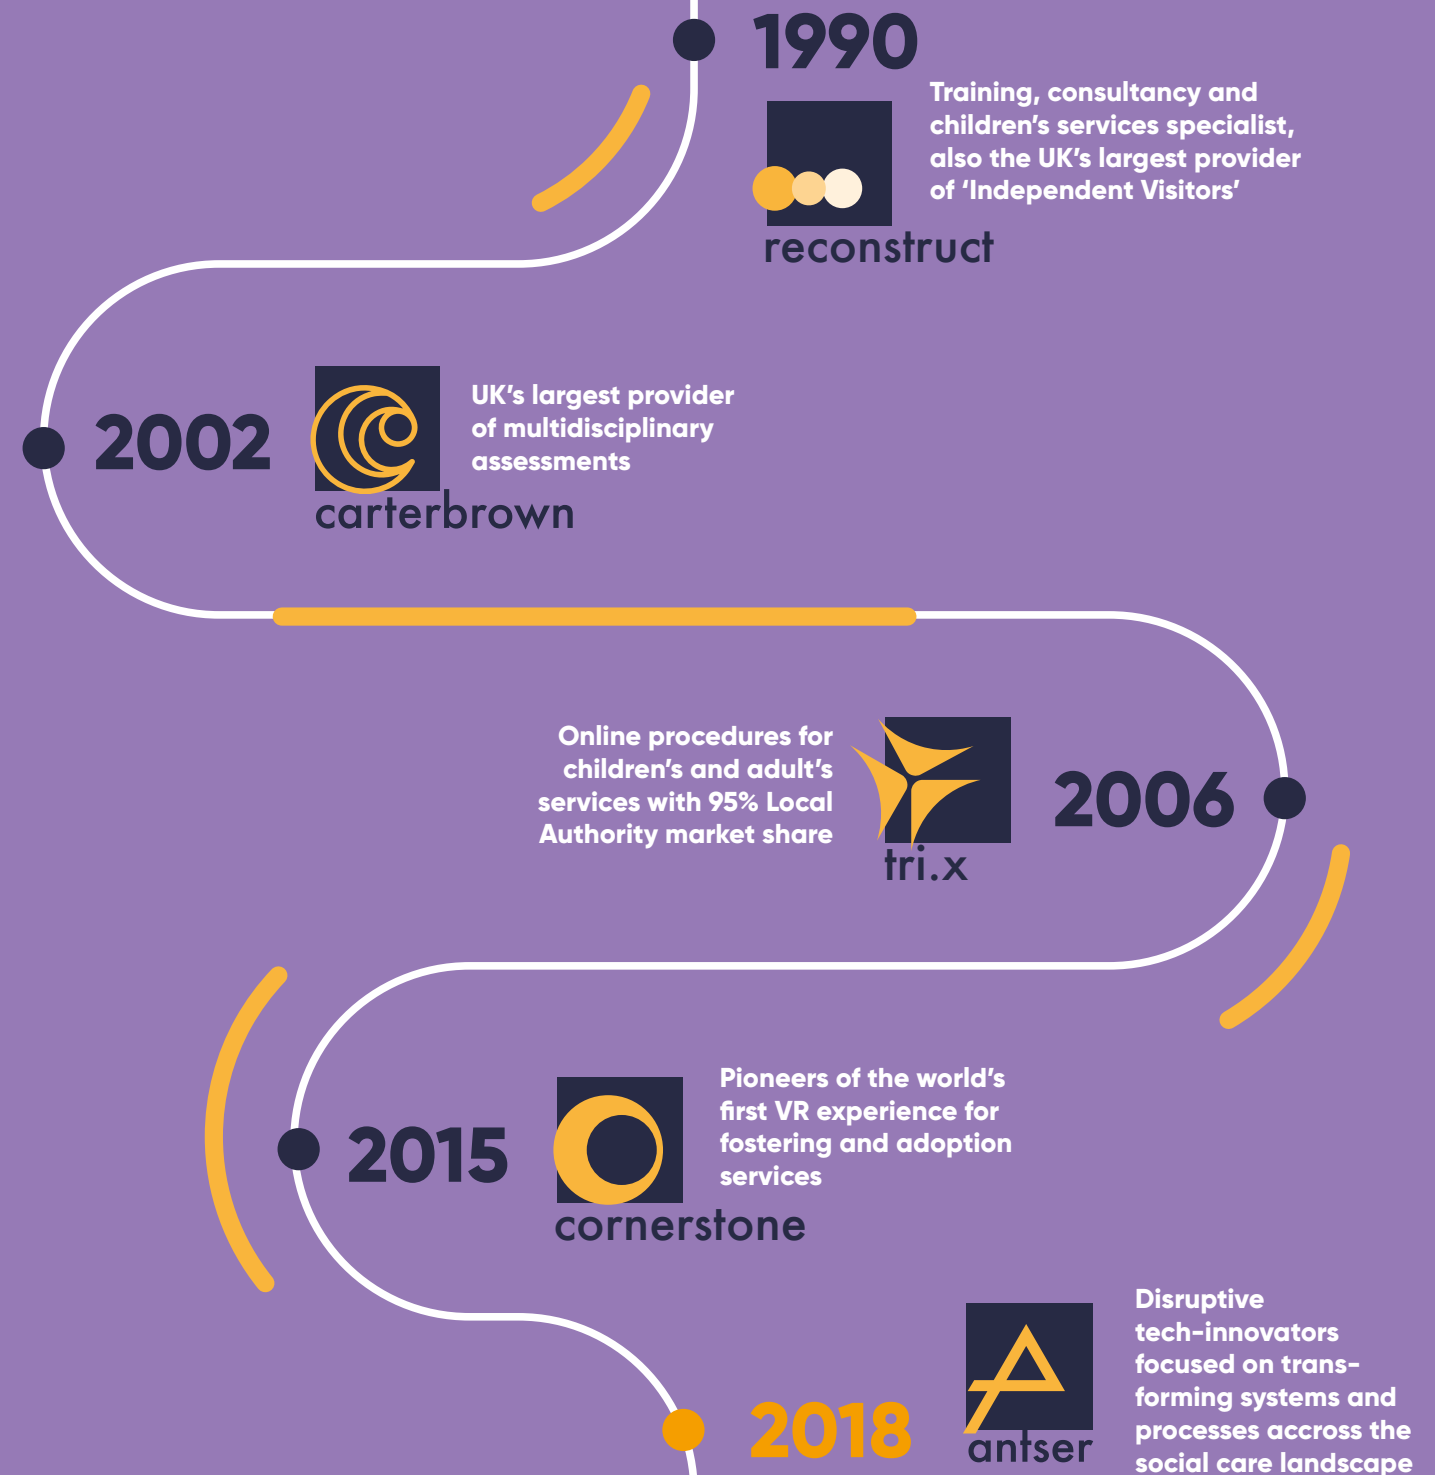 1990
Training, consultancy and
children’s services specialist,
also the UK’s largest provider
of ‘Independent Visitors’
reconstruct
2002
UK’s largest provider
of multidisciplinary
assessments
carterbrown
Online procedures for
children’s and adult’s
services with 95% Local
Authority market share
tri.x
2006
2015
Pioneers of the world’s
first VR experience for
fostering and adoption
services
cornerstone
2018
antser
Disruptive
tech-innovators
focused on trans-
forming systems and
processes accross the
social care landscape